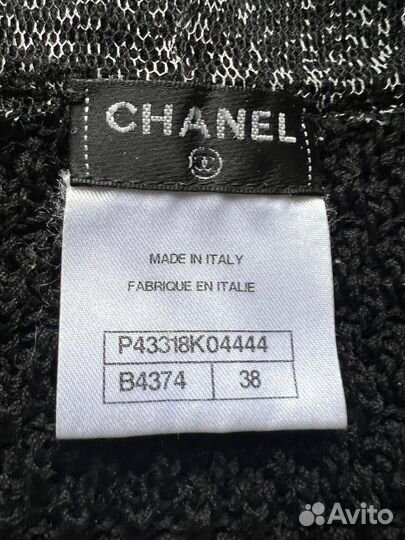 CHANEL
MADE IN ITALY
FABRIQUE EN ITALIE
P43318K04444
B4374 38
Avito